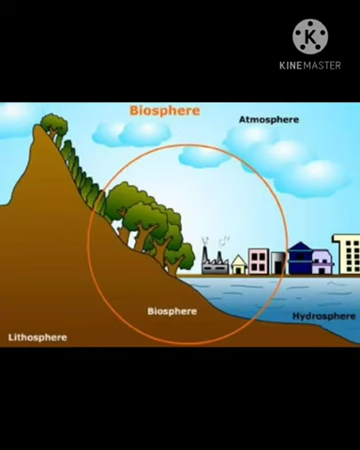 K
KINEMASTER
Biosphere
Atmosphere
Biosphere
Hydrosphere
Lithosphere